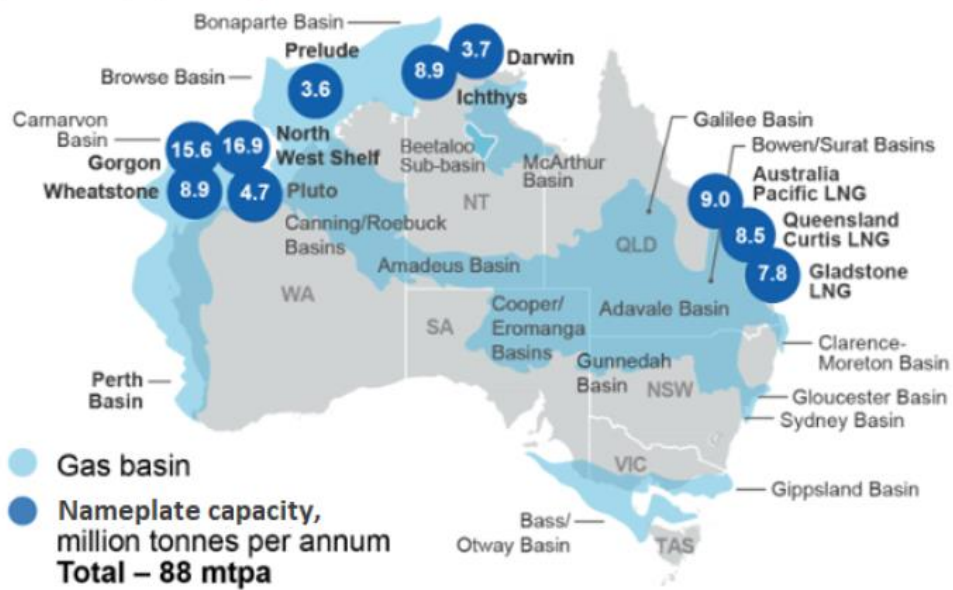 Bonaparte Basin
Prelude
3.6
8.9
3.7
Darwin
Ichthys
Browse Basin
Carnarvon
Basin
Gorgon
15.6
16.9
North
West Shelf
Wheatstone
8.9
4.7
Pluto
Canning/Roebuck
Basins
Beetaloo
Sub-basin
McArthur
Basin
NT
Galilee Basin
Bowen/Surat Basins
Australia
Pacific LNG
9.0
Queensland
Curtis LNG
8.5
7.8
Gladstone
LNG
QLD
Amadeus Basin
WA
SA
Cooper/
Eromanga
Basins
Adavale Basin
Gunnedah
Basin
NSW
Clarence-
Moreton Basin
Gloucester Basin
Sydney Basin
Perth
Basin
VIC
Gippsland Basin
Bass/
Otway Basin
TAS
Gas basin
Nameplate capacity,
million tonnes per annum
Total – 88 mtpa